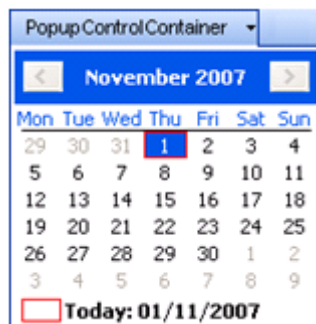 PopupControlContainer
November 2007
Mon Tue Wed Thu Fri Sat Sun
29 30 31 1 2 3 4
5 6 7 8 9 10 11
12 13 14 15 16 17 18
19 20 21 22 23 24 25
26 27 28 29 30 1 2
3 4 5 6 7 8 9
Today: 01/11/2007